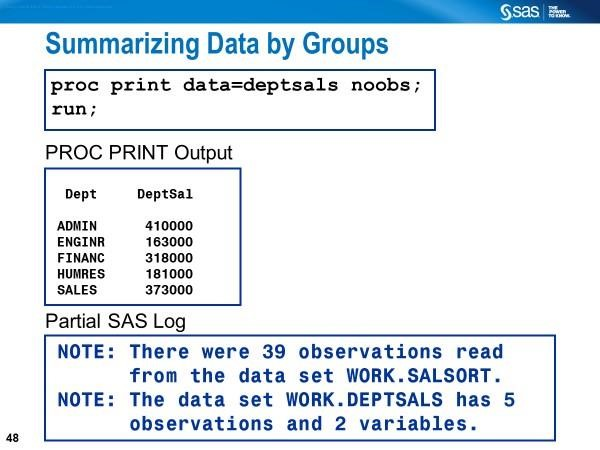 sas. THE POWER TO KNOW.
Summarizing Data by Groups
proc print data=deptsals noobs;
run;
PROC PRINT Output
Dept DeptSal
ADMIN 410000
ENGINR 163000
FINANC 318000
HUMRES 181000
SALES 373000
Partial SAS Log
NOTE: There were 39 observations read
from the data set WORK.SALSORT.
NOTE: The data set WORK.DEPTSALS has 5
observations and 2 variables.
48